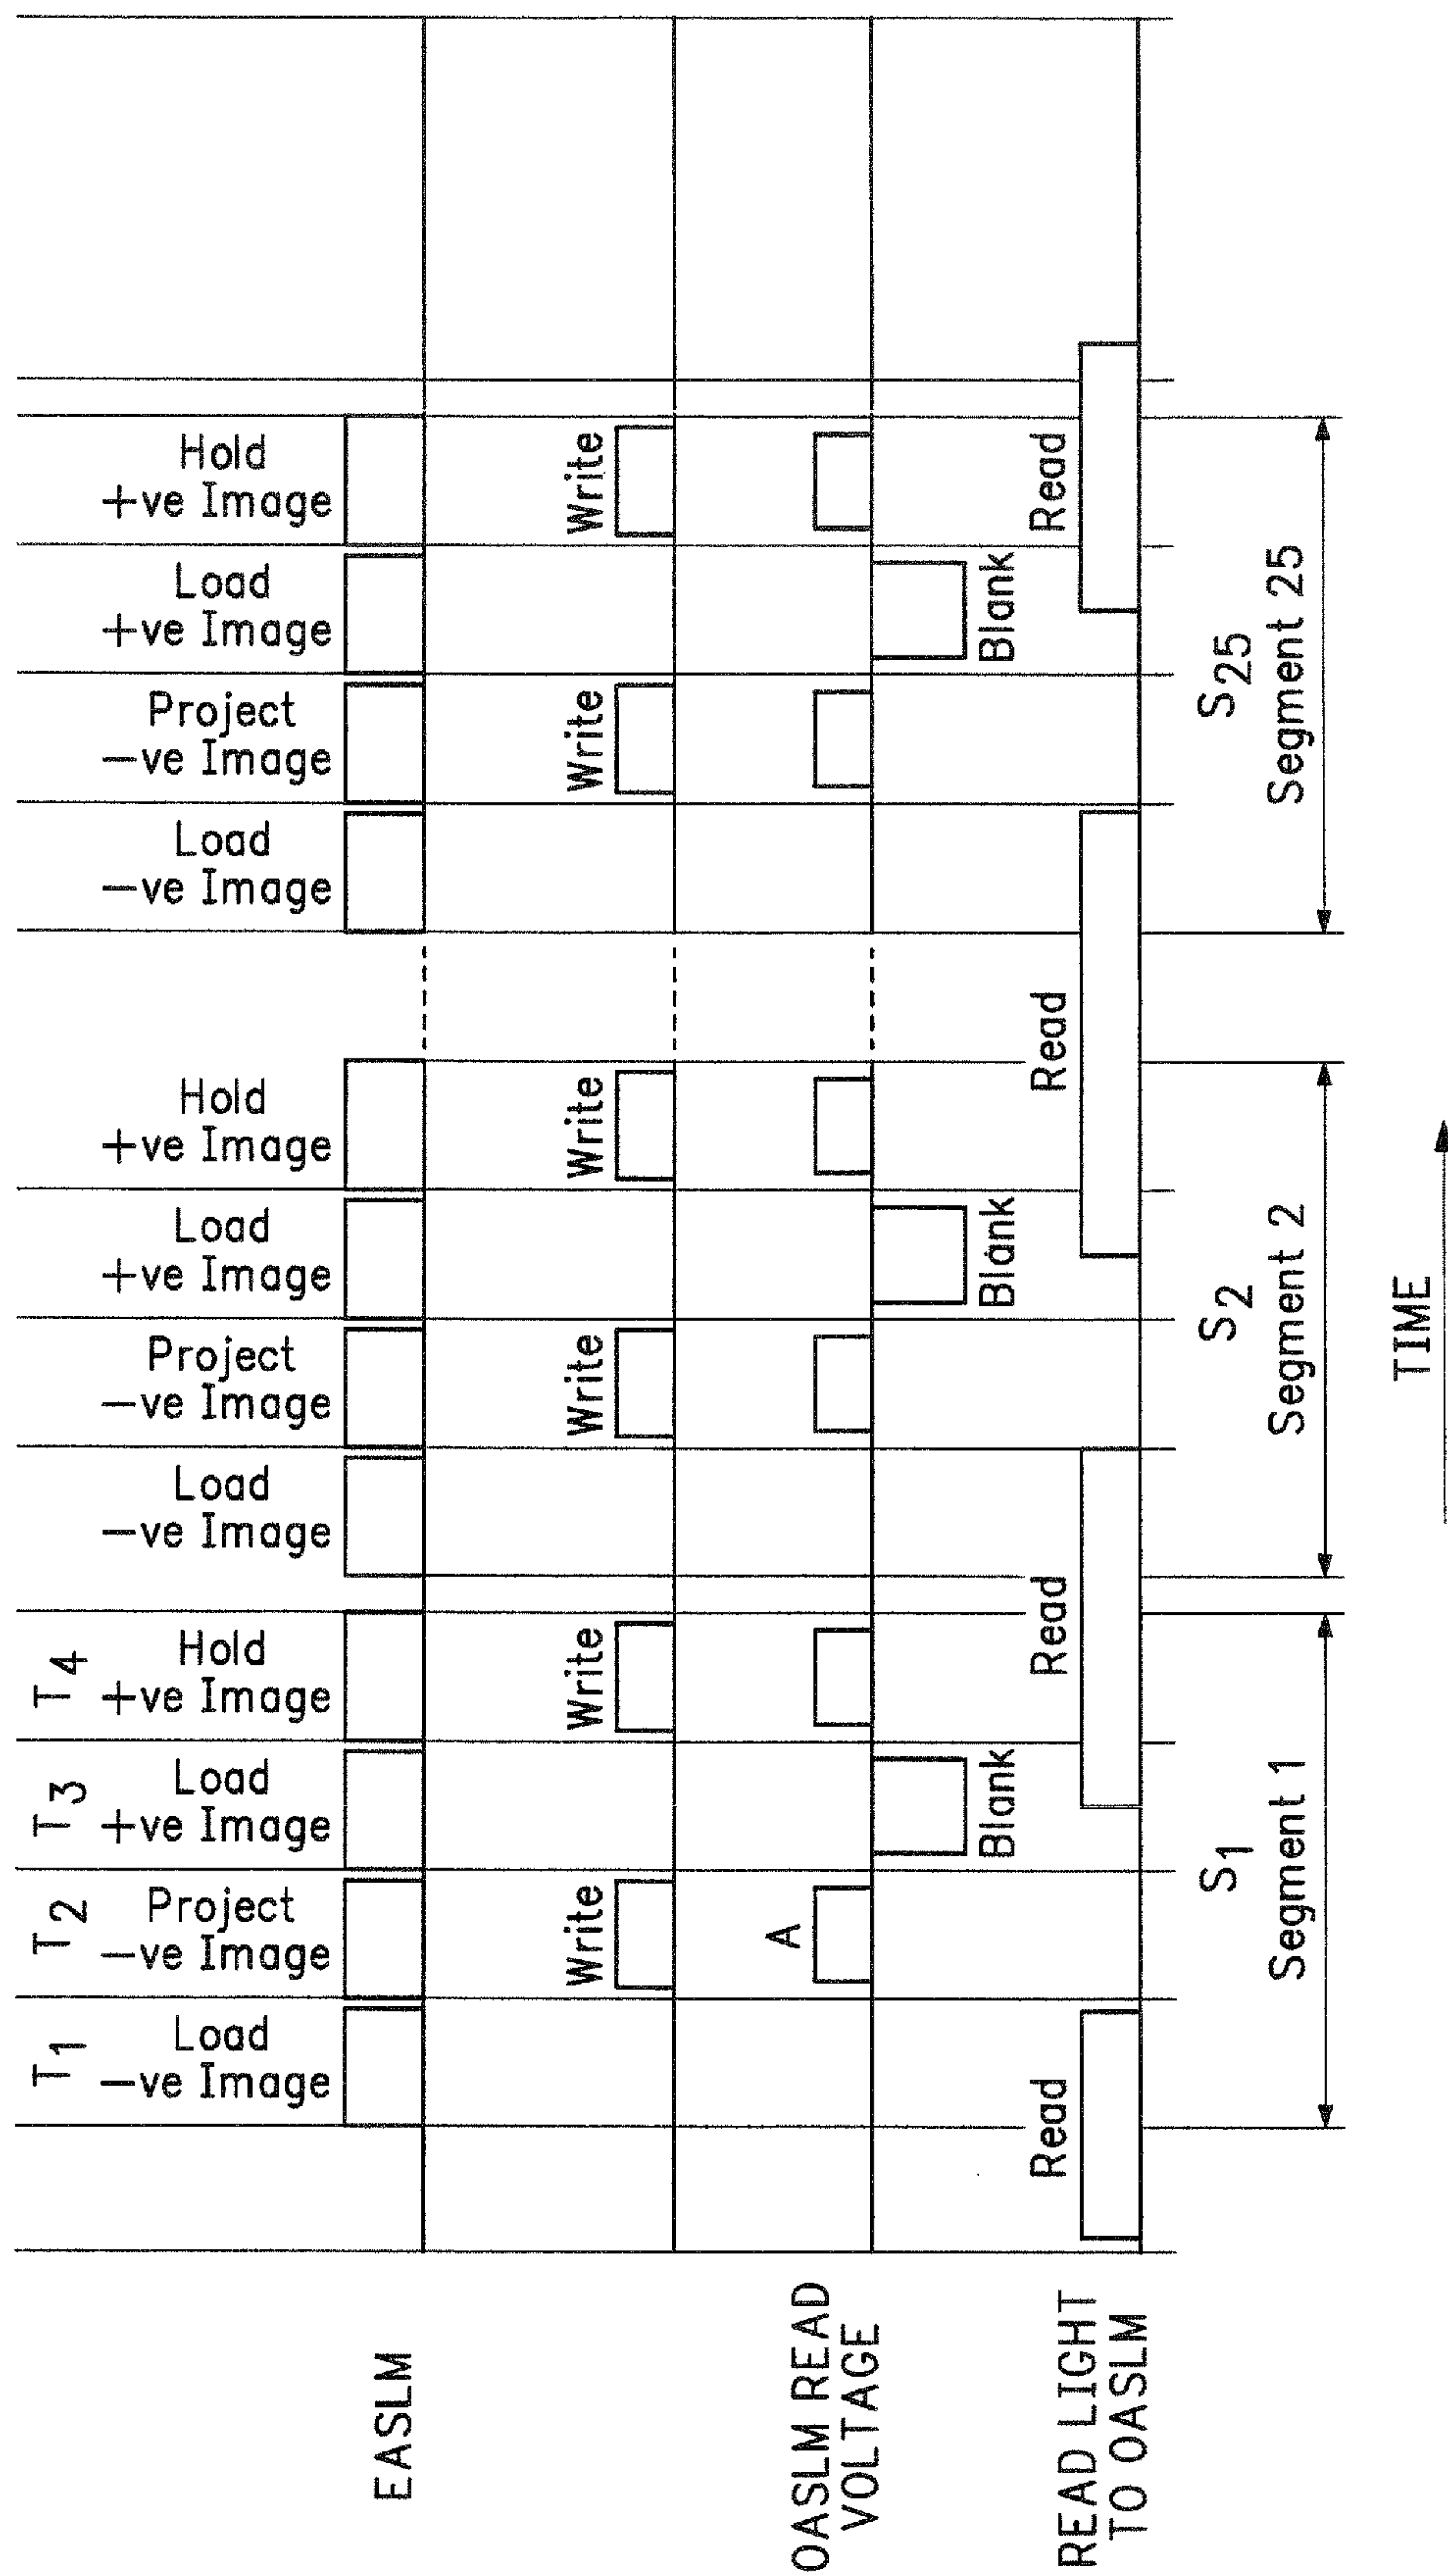 T1
Load
−ve Image
T2
Project
−ve Image
T3
Load
+ve Image
T4
Hold
+ve Image
Load
−ve Image
Project
−ve Image
Load
+ve Image
Hold
+ve Image
Load
−ve Image
Project
−ve Image
Load
+ve Image
Hold
+ve Image
EASLM
Write
Write
Write
Write
Write
Write
OASLM READ
VOLTAGE
A
Blank
Blank
Blank
READ LIGHT
TO OASLM
Read
Read
Read
Read
S1
Segment 1
S2
Segment 2
S25
Segment 25
TIME